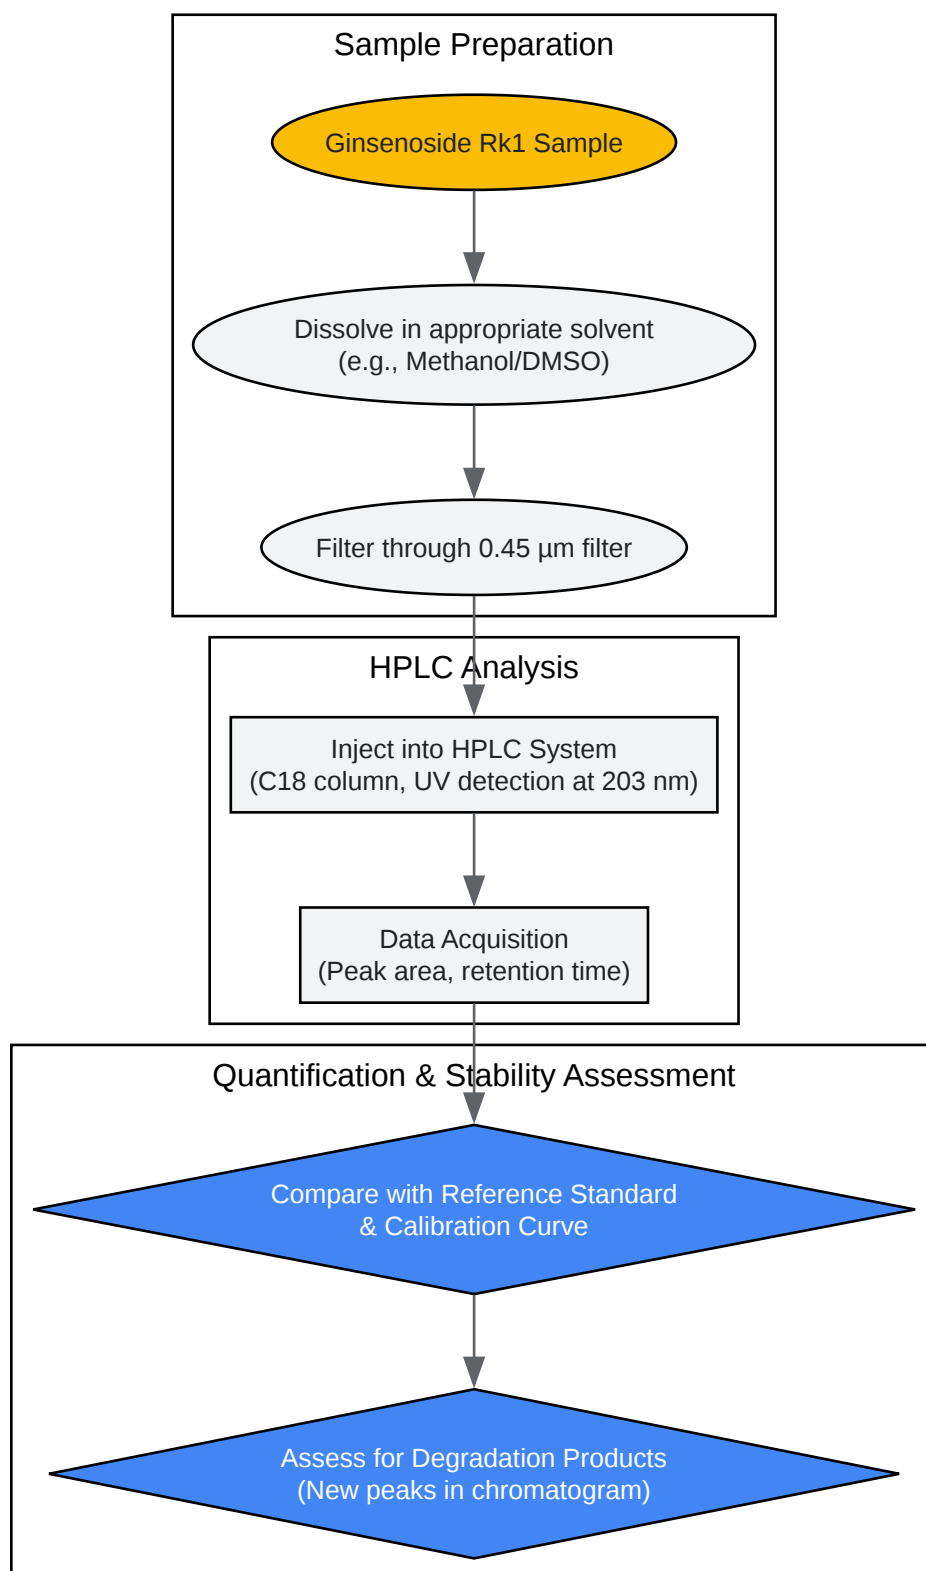 Sample Preparation
Ginsenoside Rk1 Sample
Dissolve in appropriate solvent
(e.g., Methanol/DMSO)
Filter through 0.45 µm filter
HPLC Analysis
Inject into HPLC System
(C18 column, UV detection at 203 nm)
Data Acquisition
(Peak area, retention time)
Quantification & Stability Assessment
Compare with Reference Standard
& Calibration Curve
Assess for Degradation Products
(New peaks in chromatogram)